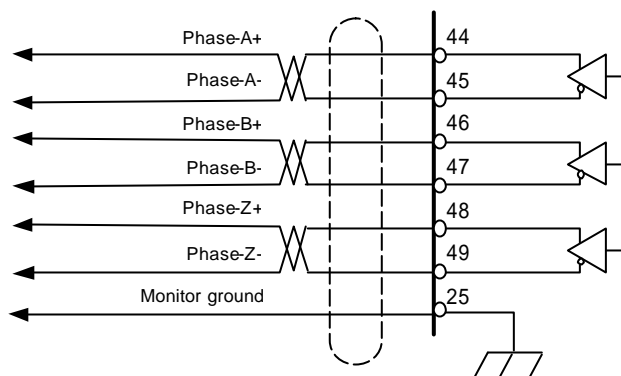 Phase-A+ 44
Phase-A- 45
Phase-B+ 46
Phase-B- 47
Phase-Z+ 48
Phase-Z- 49
Monitor ground 25